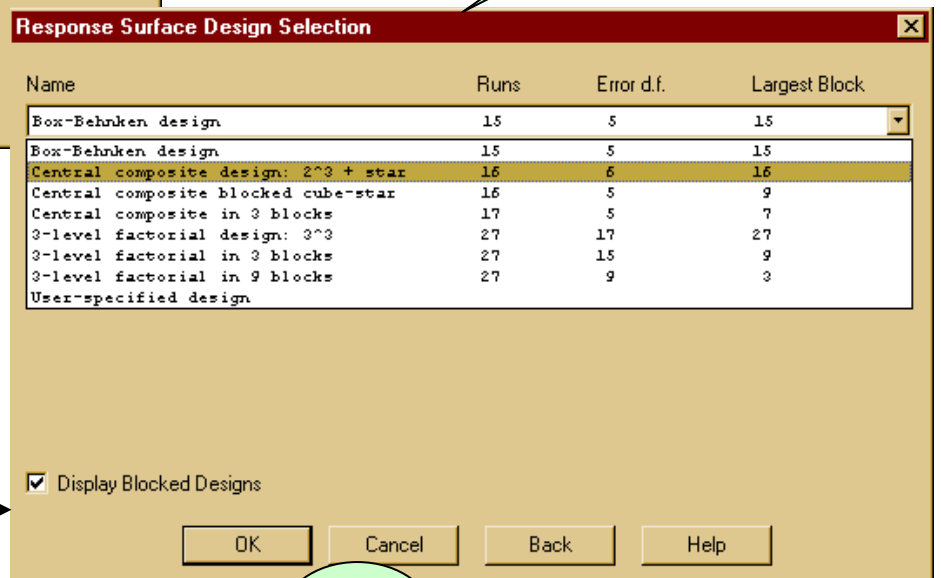 Response Surface Design Selection
Name Runs Error d.f. Largest Block
Box-Behnken design 15 5 15
Box-Behnken design 15 5 15
Central composite design: 2^3 + star 16 6 16
Central composite blocked cube-star 16 5 9
Central composite in 3 blocks 17 5 7
3-level factorial design: 3^3 27 17 27
3-level factorial in 3 blocks 27 15 9
3-level factorial in 9 blocks 27 9 3
User-specified design
Display Blocked Designs
OK Cancel Back Help